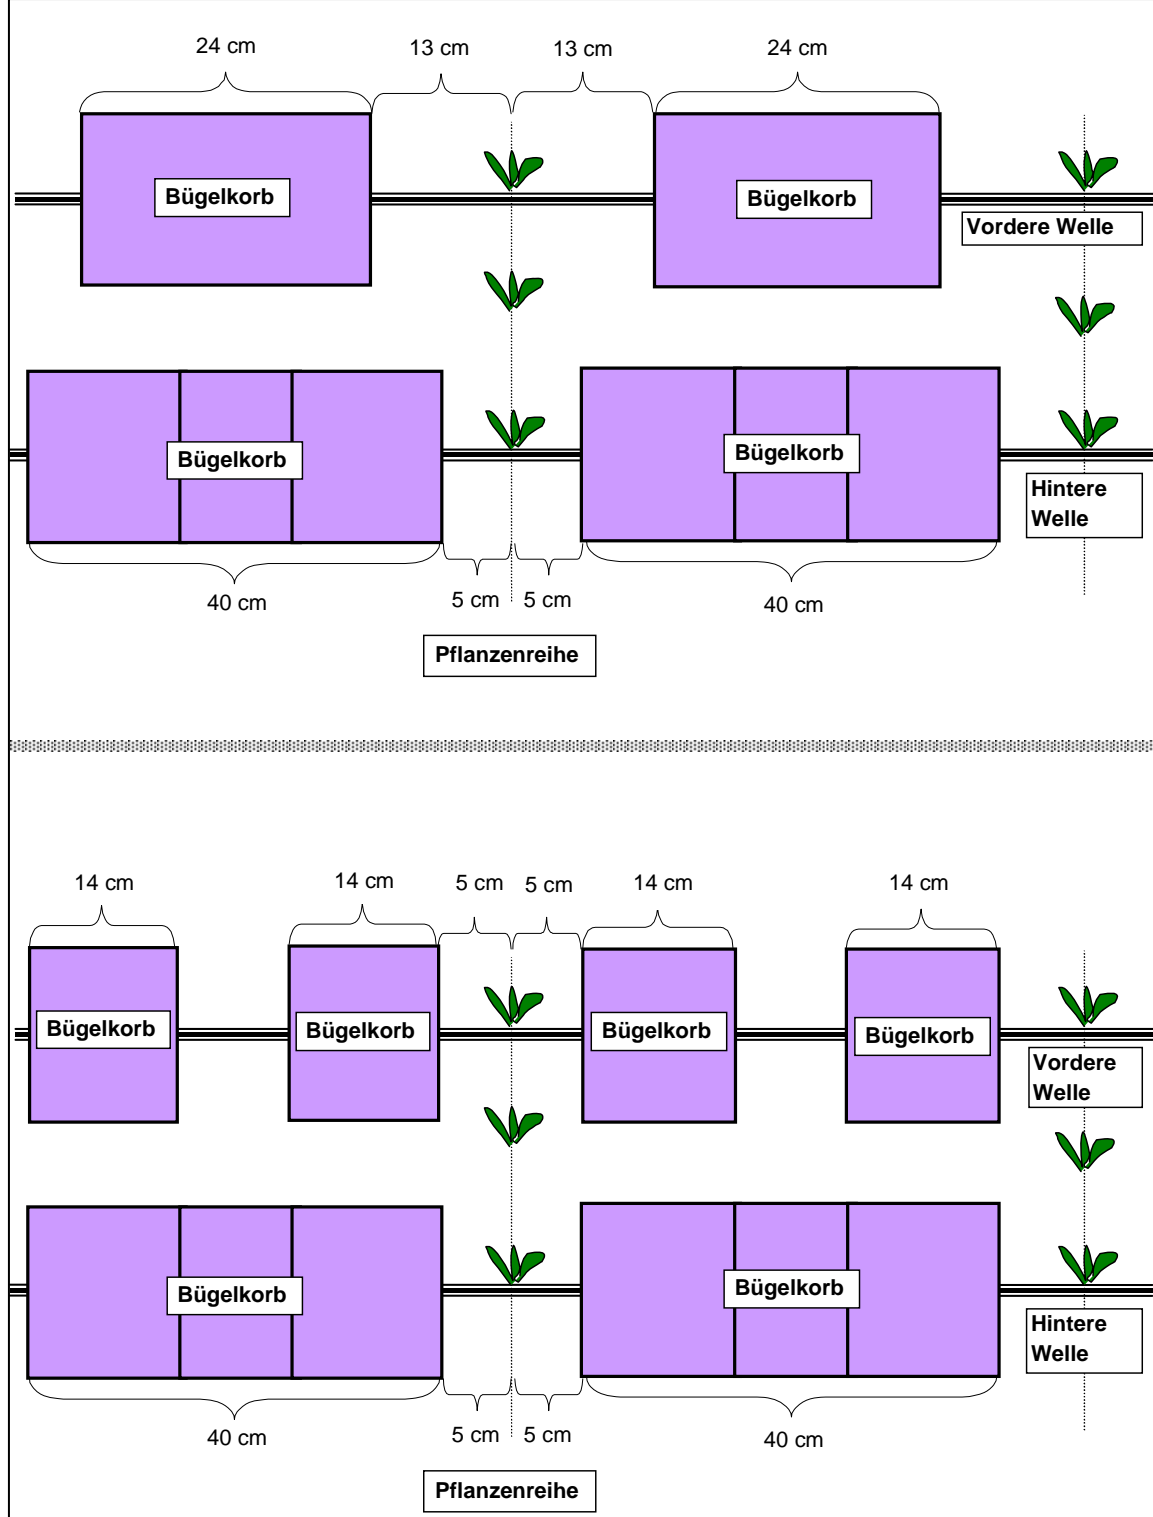 24 cm 13 cm 13 cm 24 cm
Bügelkorb Bügelkorb
Vordere Welle
Bügelkorb Bügelkorb
Hintere
Welle
40 cm 5 cm 5 cm 40 cm
Pflanzenreihe
14 cm 14 cm 5 cm 5 cm 14 cm 14 cm
Bügelkorb Bügelkorb Bügelkorb Bügelkorb
Vordere
Welle
Bügelkorb Bügelkorb
Hintere
Welle
40 cm 5 cm 5 cm 40 cm
Pflanzenreihe